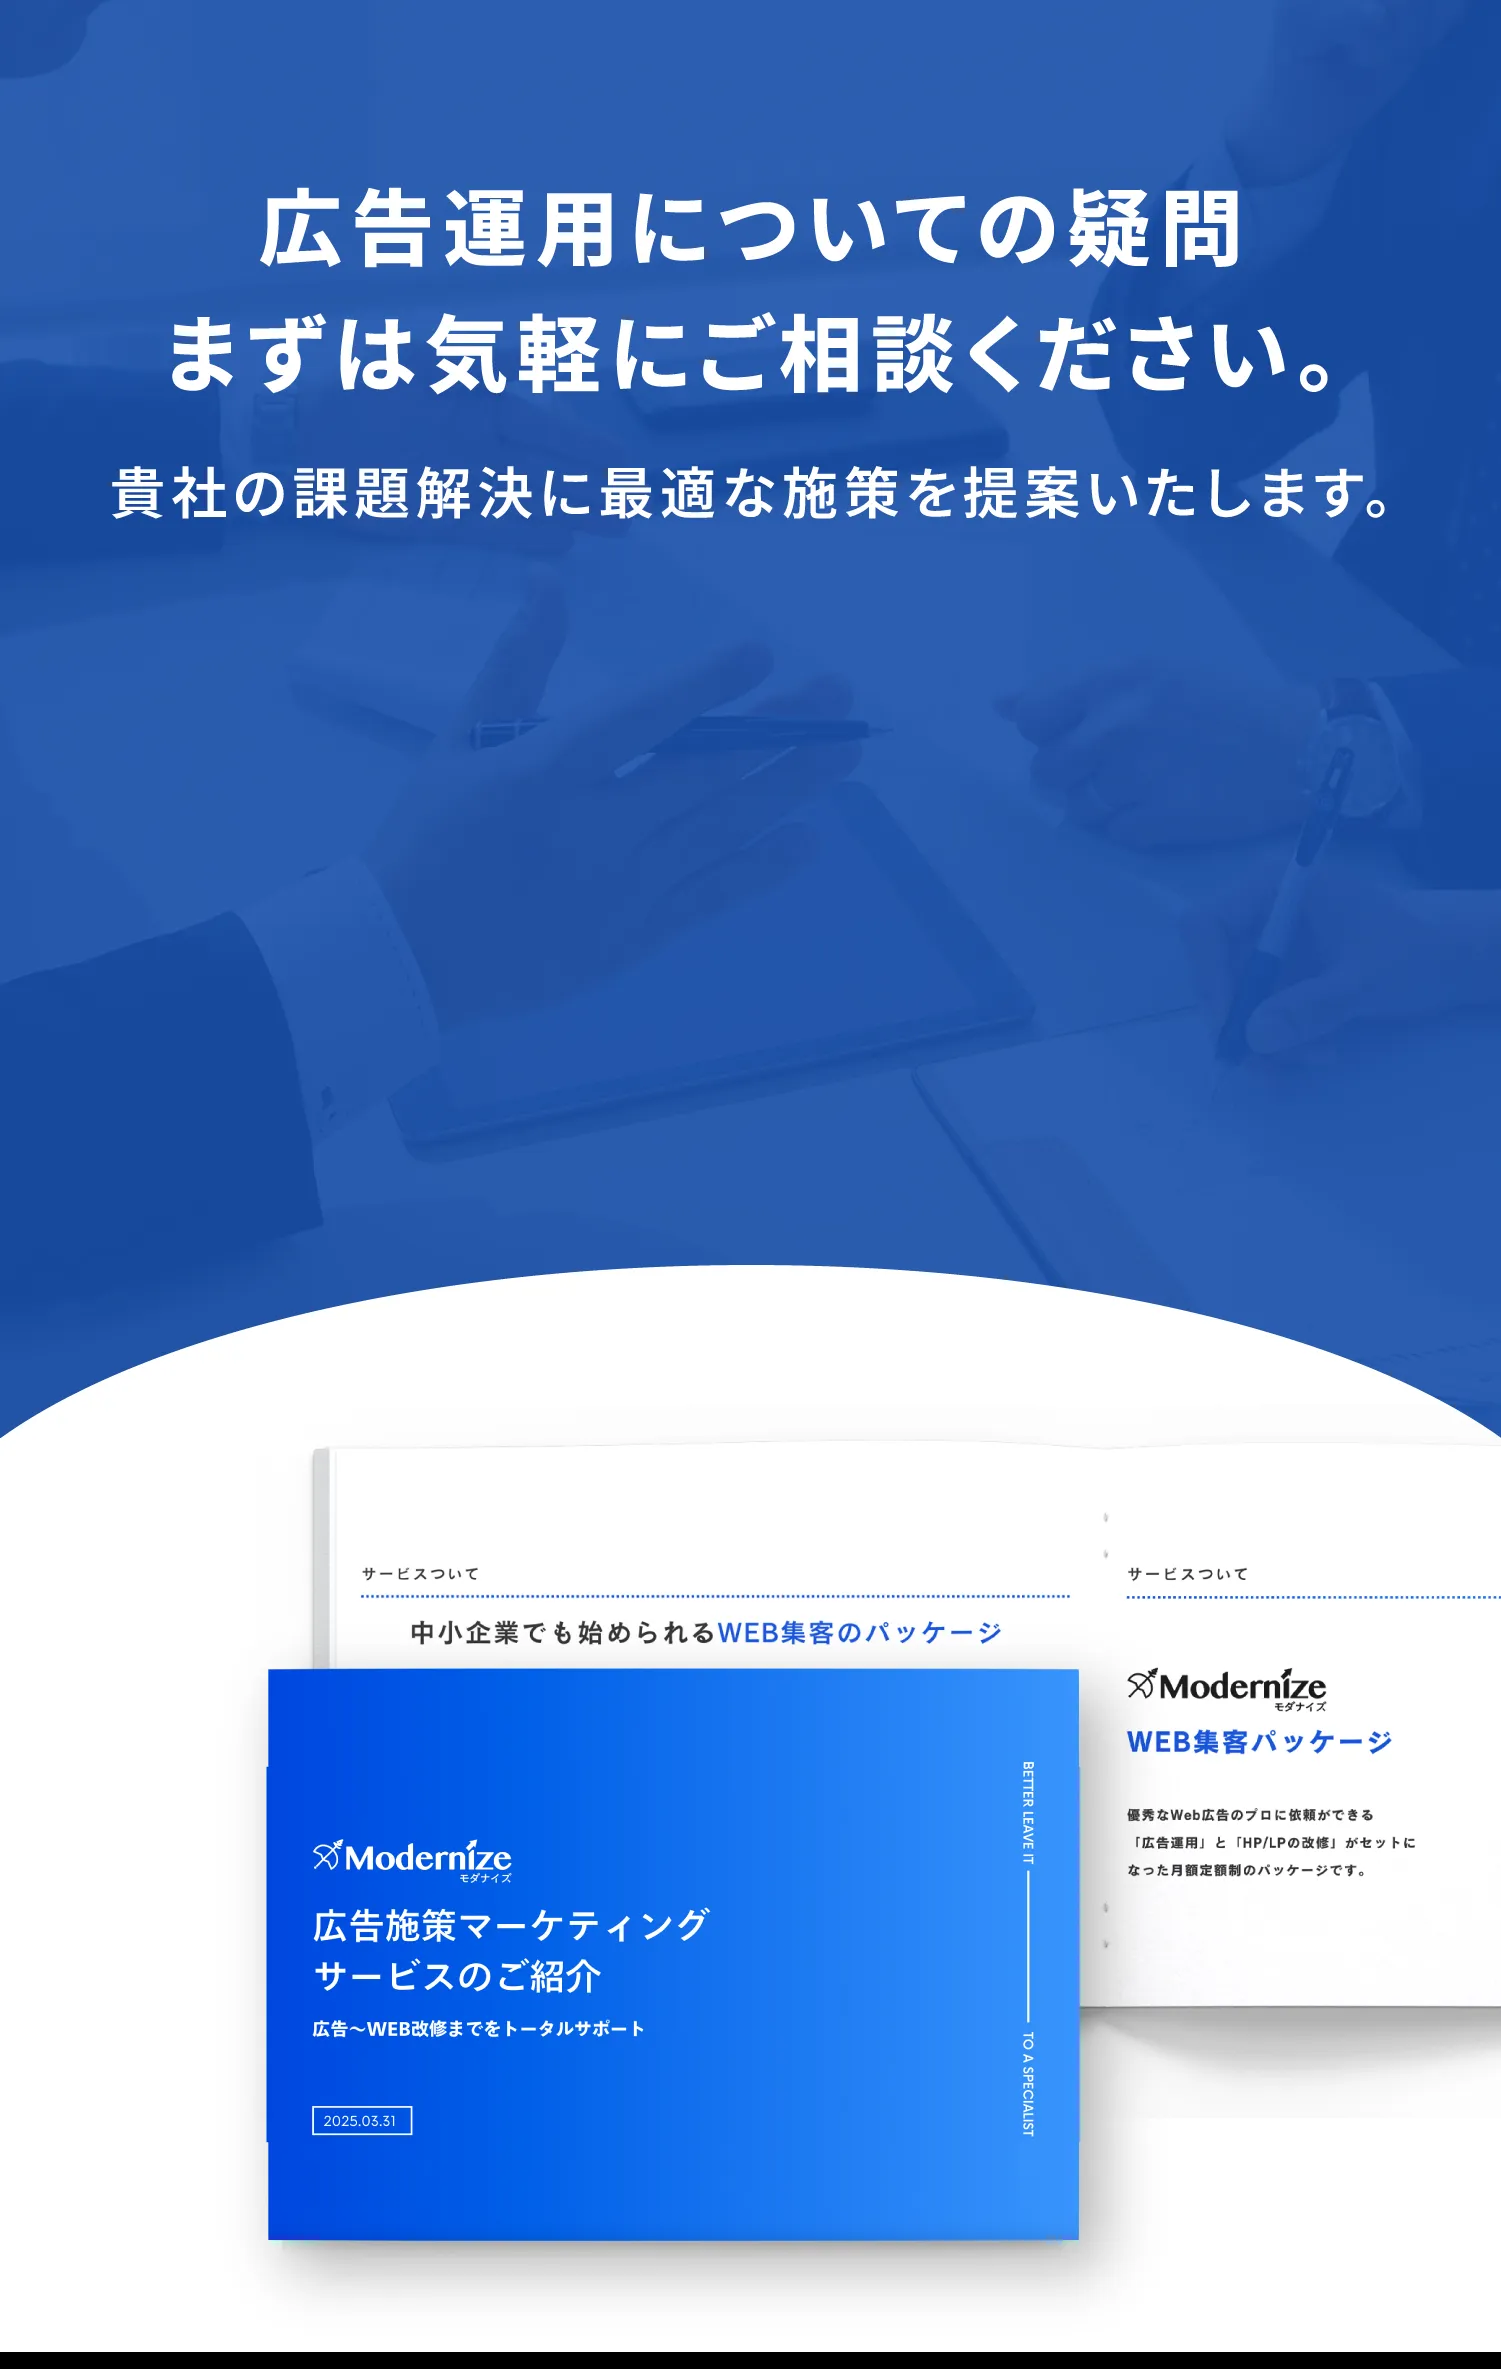 広告運用についての疑問
まずは気軽にご相談ください。
貴社の課題解決に最適な施策を提案いたします。
サービスついて
中小企業でも始められるWEB集客のパッケージ
サービスついて
Modernize
モダナイズ
WEB集客パッケージ
優秀なWeb広告のプロに依頼ができる
「広告運用」と「HP/LPの改修」がセットに
なった月額定額制のパッケージです。
Modernize
モダナイズ
広告施策マーケティング
サービスのご紹介
広告〜WEB改修までをトータルサポート
2025.03.31
BETTER LEAVE IT
TO A SPECIALIST